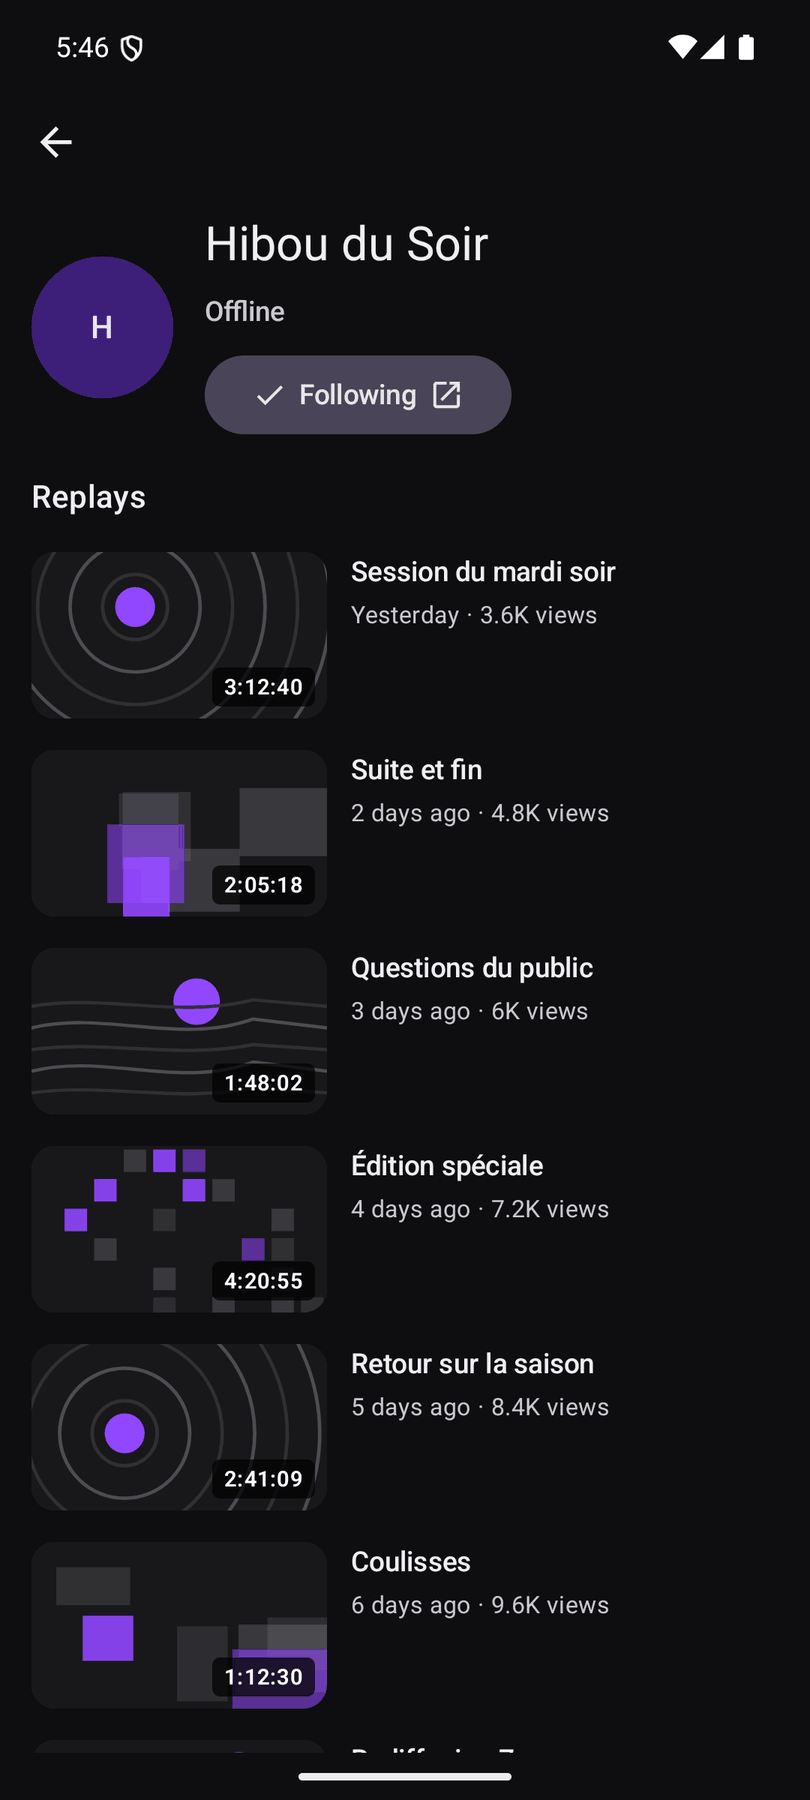 5:46
Hibou du Soir
H
Offline
Following
Replays
Session du mardi soir
Yesterday · 3.6K views
3:12:40
Suite et fin
2 days ago · 4.8K views
2:05:18
Questions du public
3 days ago · 6K views
1:48:02
Édition spéciale
4 days ago · 7.2K views
4:20:55
Retour sur la saison
5 days ago · 8.4K views
2:41:09
Coulisses
6 days ago · 9.6K views
1:12:30